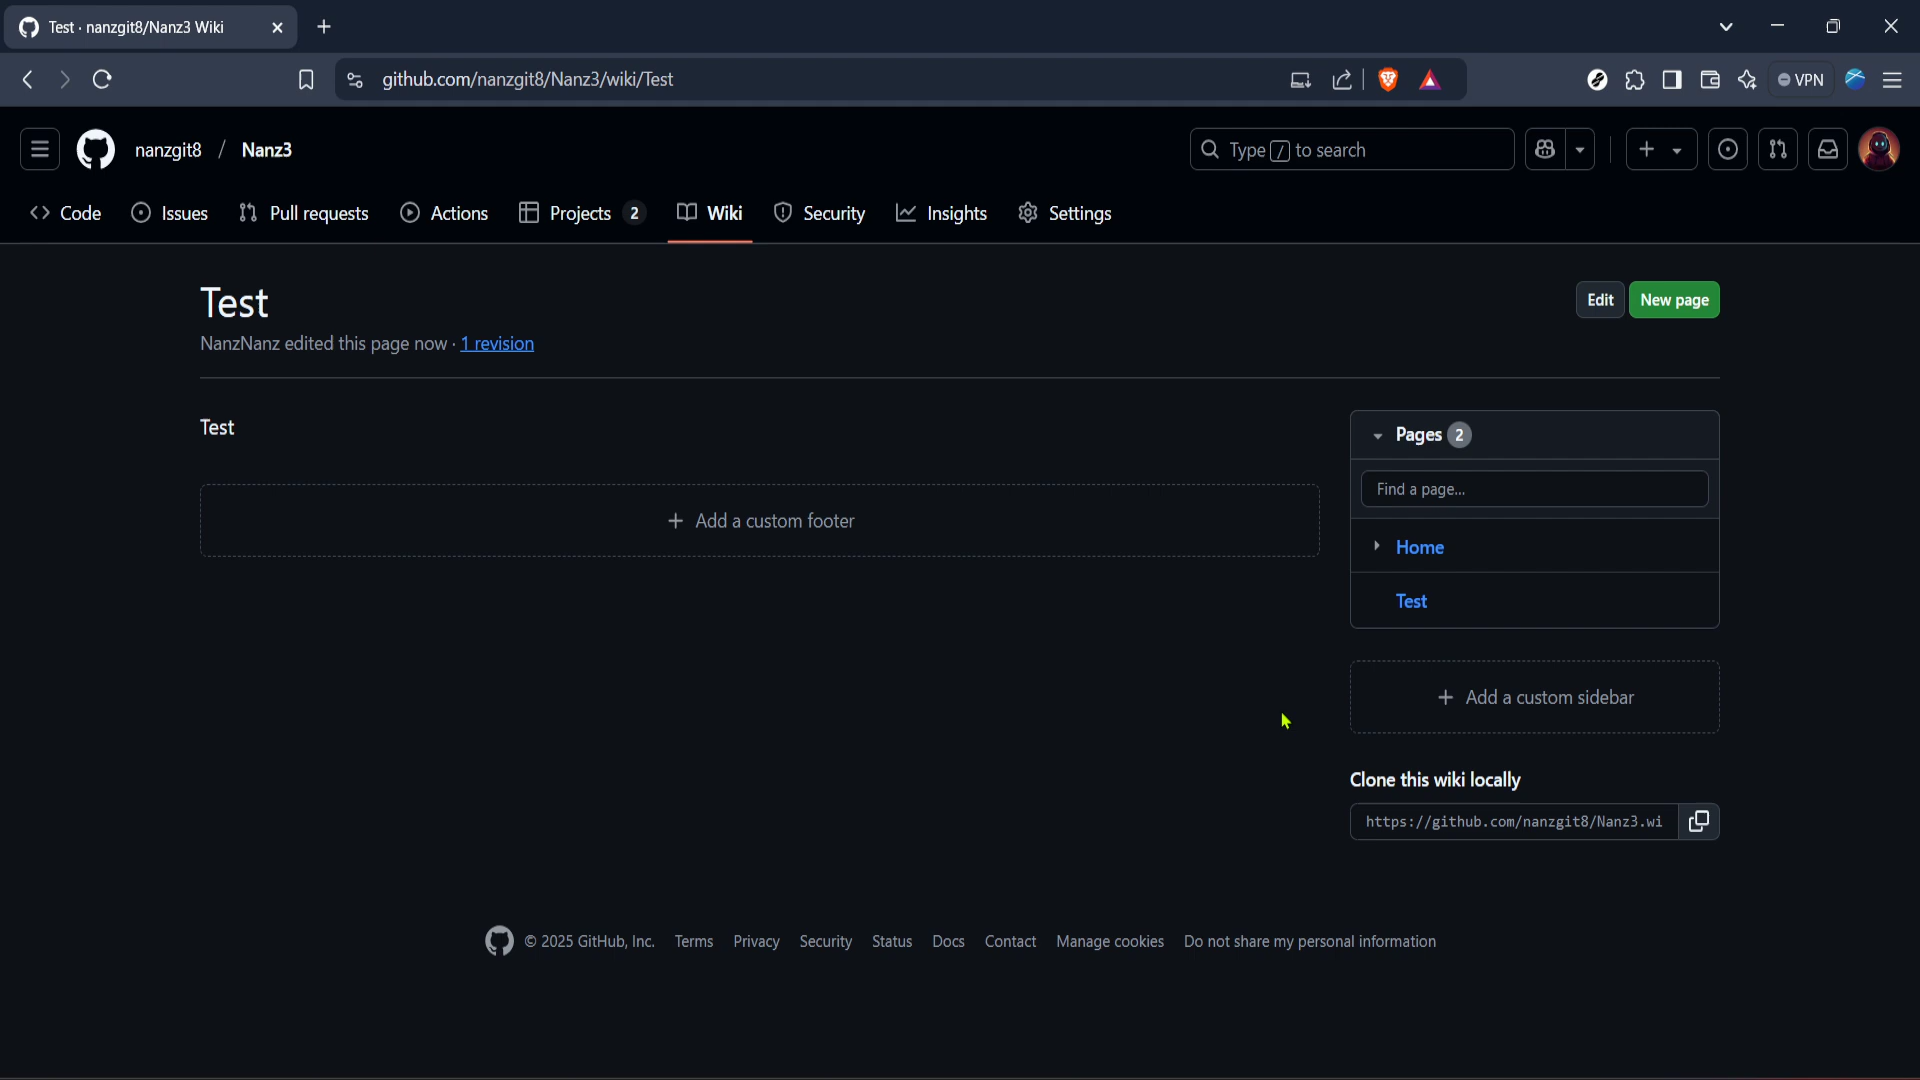 Test · nanzgit8/Nanz3 Wiki
github.com/nanzgit8/Nanz3/wiki/Test
VPN
nanzgit8 / Nanz3
Type / to search
Code Issues Pull requests Actions Projects 2 Wiki Security Insights Settings
Test
Edit New page
NanzNanz edited this page now · 1 revision
Test
Add a custom footer
Pages 2
Find a page...
Home
Test
Add a custom sidebar
Clone this wiki locally
https://github.com/nanzgit8/Nanz3.wi
© 2025 GitHub, Inc. Terms Privacy Security Status Docs Contact Manage cookies Do not share my personal information